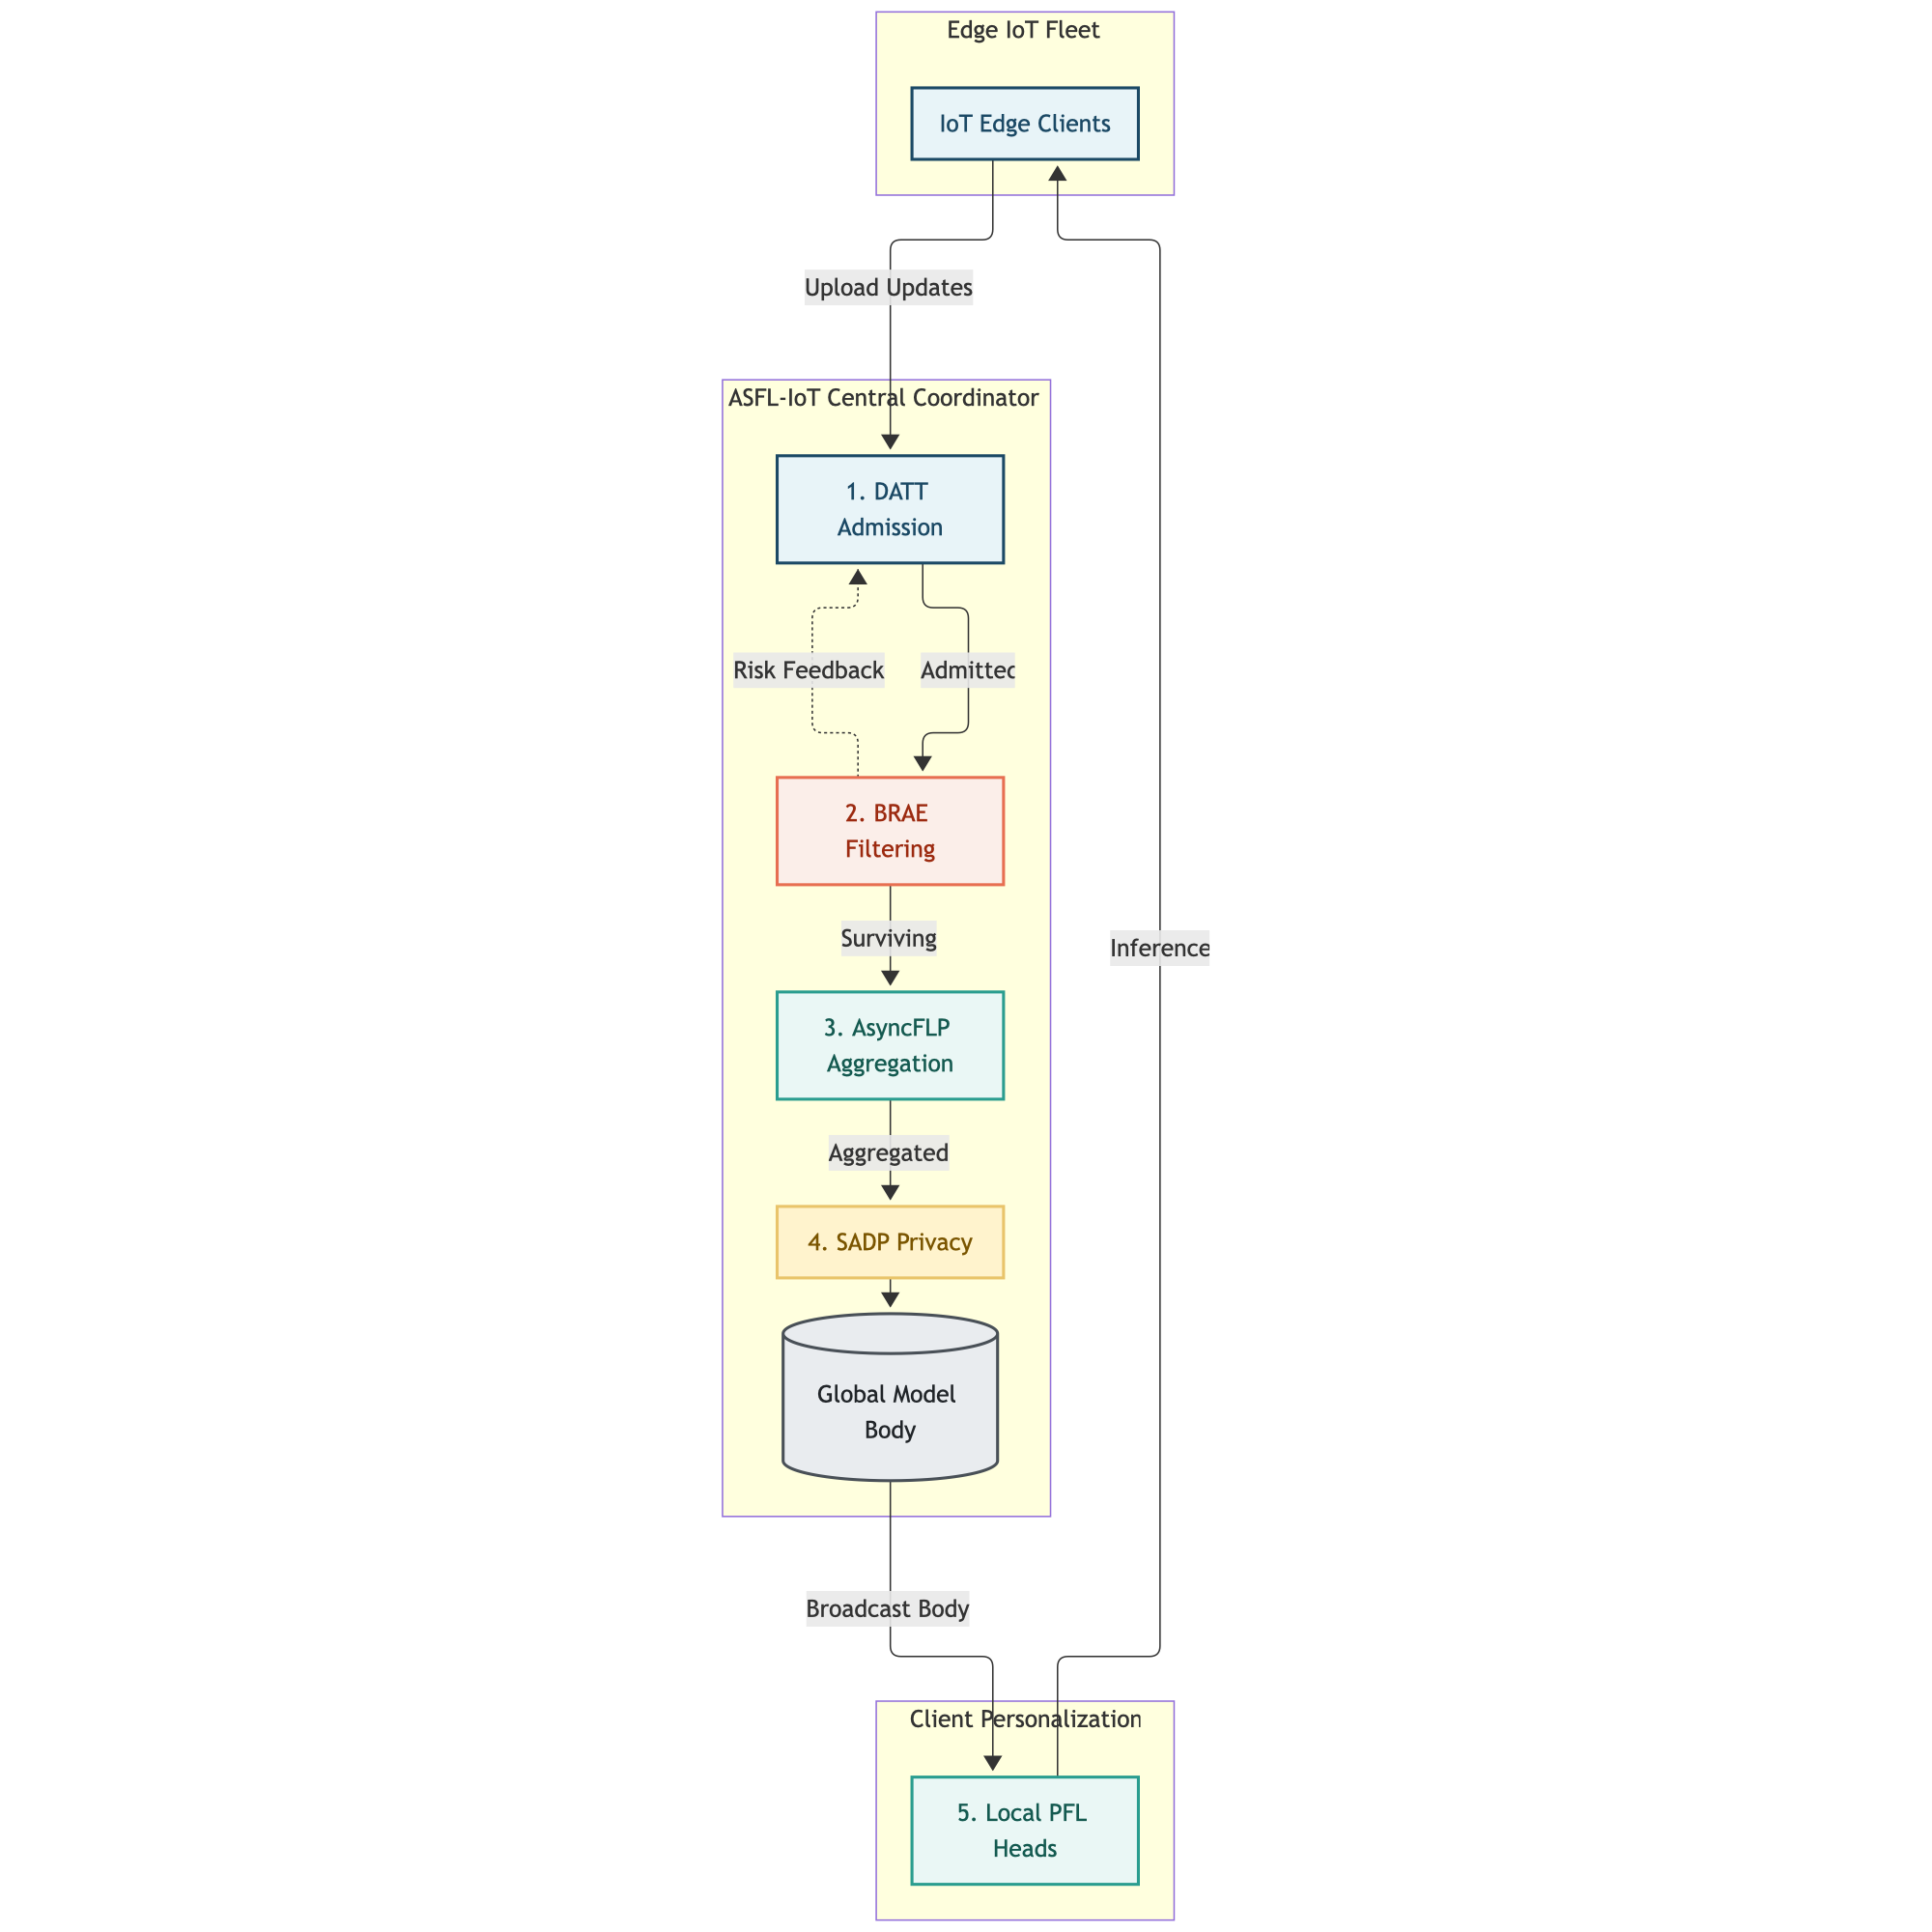 Edge IoT Fleet
IoT Edge Clients
Upload Updates
ASFL-IoT Central Coordinator
1. DATT
Admission
Risk Feedback
Admitted
2. BRAE
Filtering
Surviving
Inference
3. AsyncFLP
Aggregation
Aggregated
4. SADP Privacy
Global Model
Body
Broadcast Body
Client Personalization
5. Local PFL
Heads